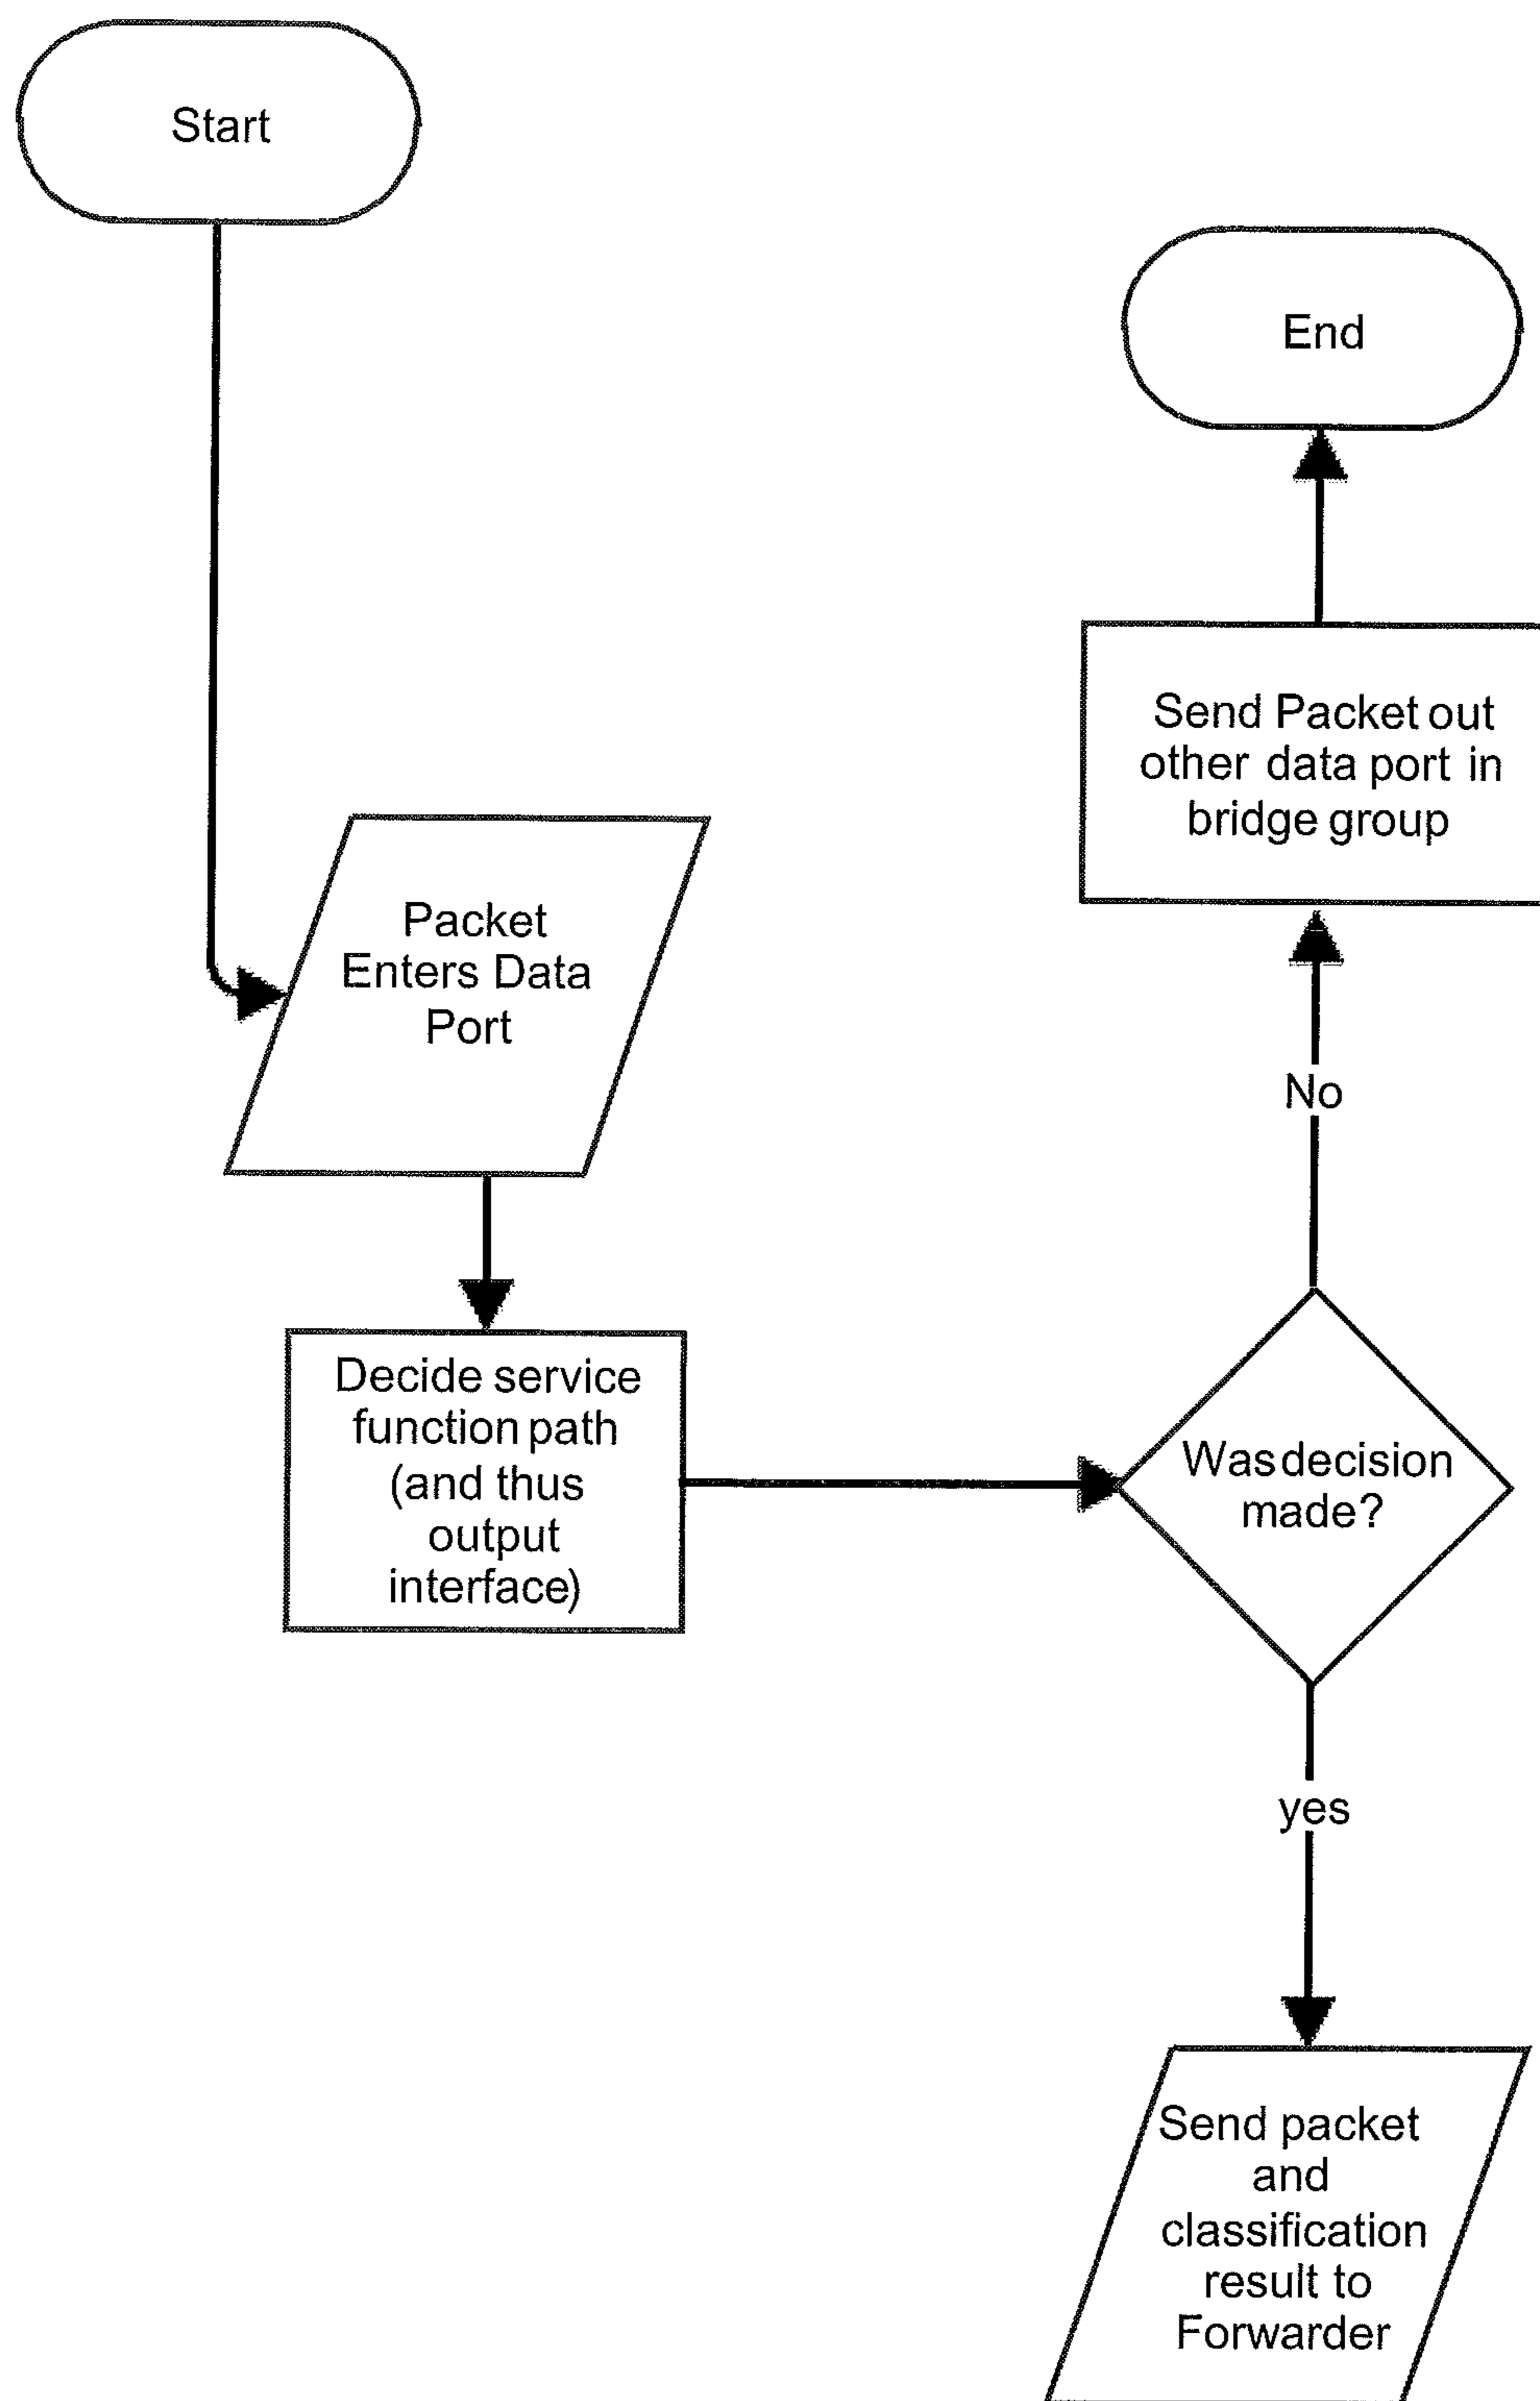 Start
End
Send Packet out
other data port in
bridge group
Packet
Enters Data
Port
No
Decide service
function path
(and thus
output
interface)
Was decision
made?
yes
Send packet
and
classification
result to
Forwarder